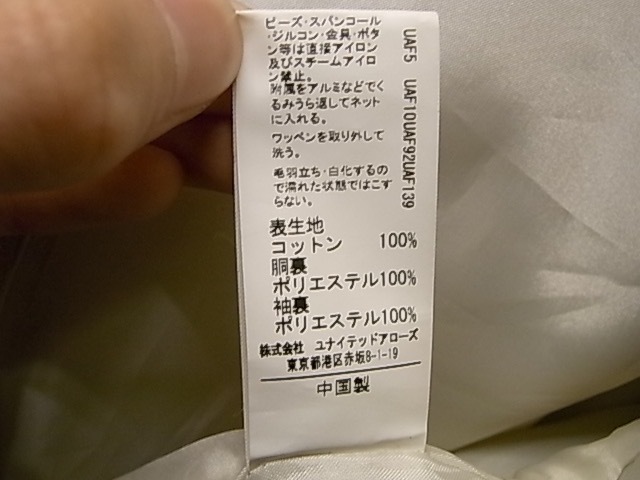 ビーズ・スパンコール
・ジルコン・金具・ボタ
ン等は直接アイロン
及びスチームアイロ
ン禁止。
附属をアルミなどでく
るみうら返してネット
に入れる。
ワッペンを取り外して
洗う。
毛羽立ち・白化するの
で濡れた状態ではこす
らない。
UAF5 UAF10UAF92UAF139
表生地
コットン 100%
胴裏
ポリエステル100%
袖裏
ポリエステル100%
株式会社 ユナイテッドアローズ
東京都港区赤坂8-1-19
中国製